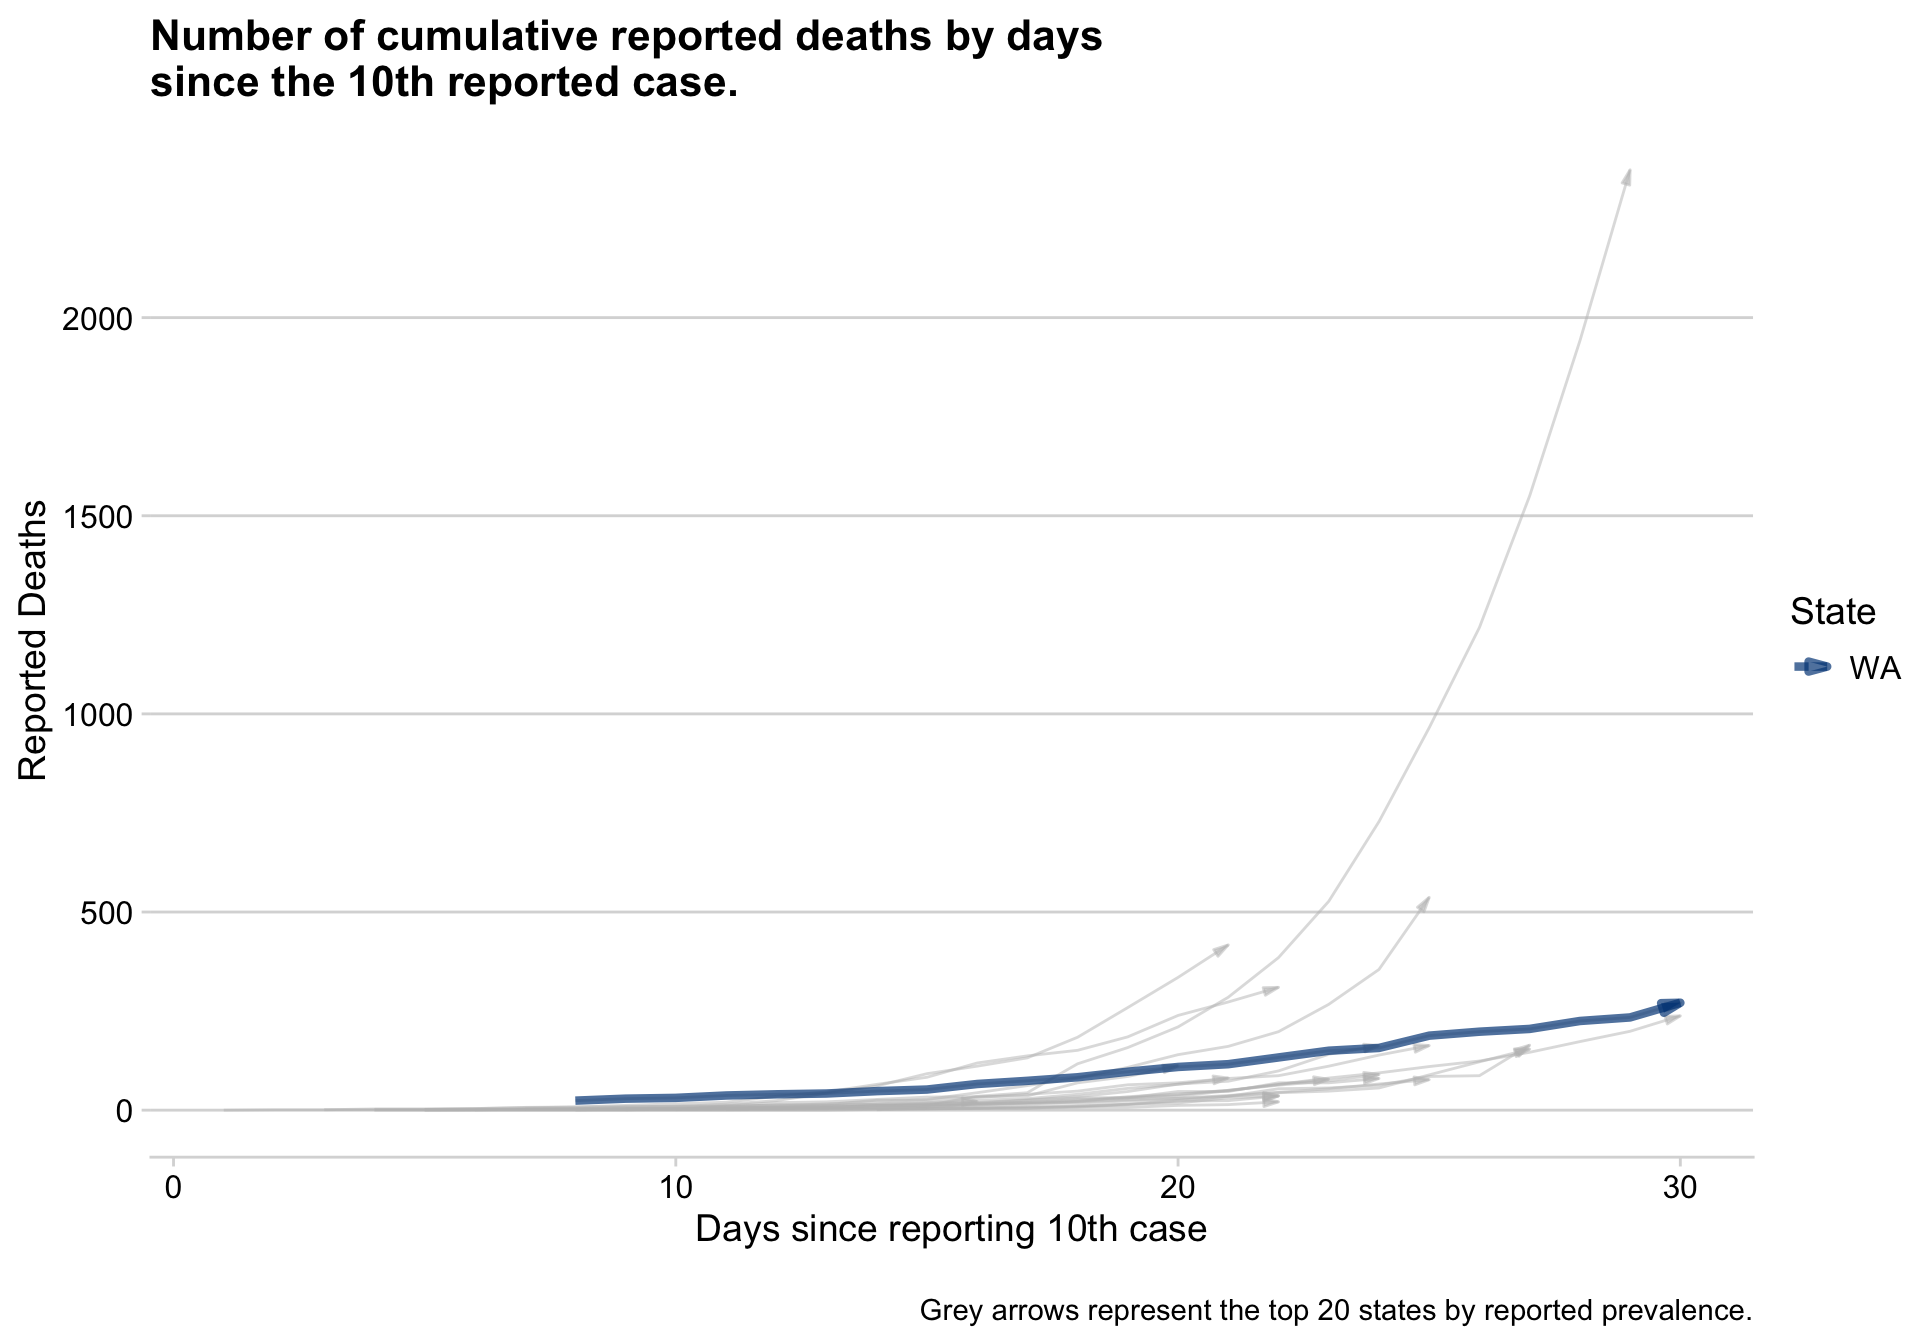 Number of cumulative reported deaths by days
since the 10th reported case.
2000
1500
1000
500
0
Reported Deaths
0 10 20 30
Days since reporting 10th case
State
WA
Grey arrows represent the top 20 states by reported prevalence.